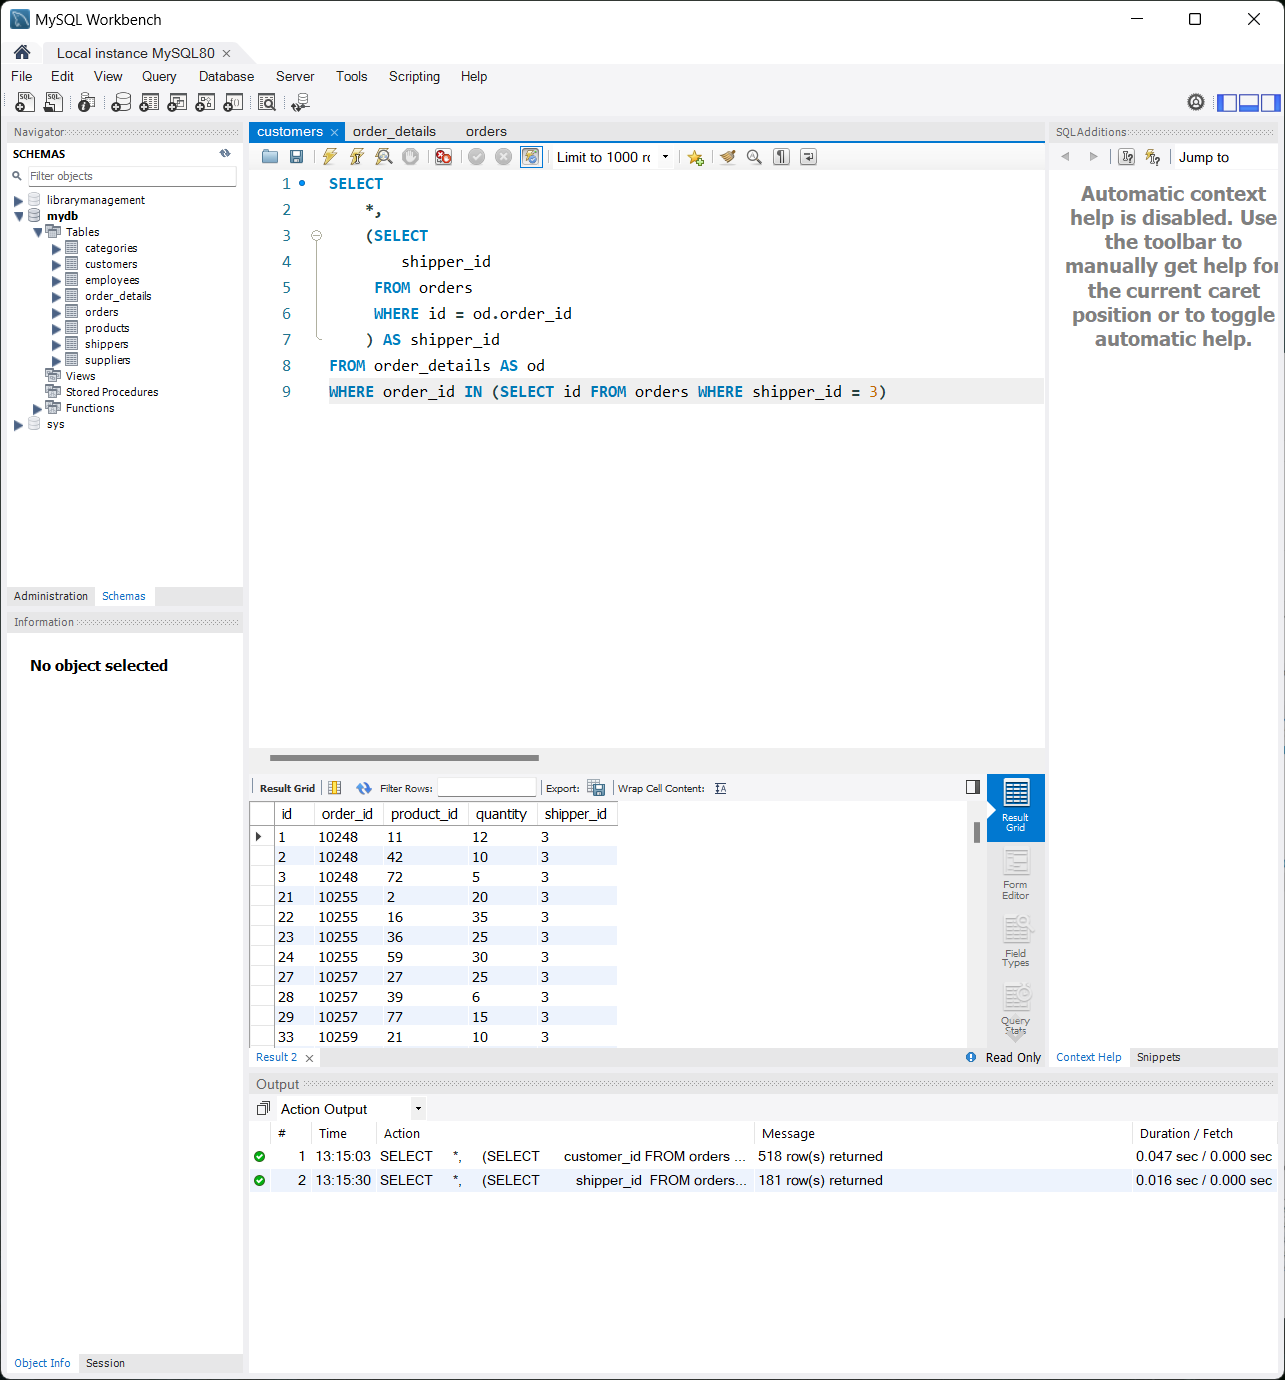 MySQL Workbench
Local instance MySQL80
File Edit View Query Database Server Tools Scripting Help
Navigator
SCHEMAS
Filter objects
librarymanagement
mydb
Tables
categories
customers
employees
order_details
orders
products
shippers
suppliers
Views
Stored Procedures
Functions
sys
Administration Schemas
Information
No object selected
Object Info Session
customers order_details orders
Limit to 1000 rc
1 SELECT
2 *,
3 (SELECT
4 shipper_id
5 FROM orders
6 WHERE id = od.order_id
7 ) AS shipper_id
8 FROM order_details AS od
9 WHERE order_id IN (SELECT id FROM orders WHERE shipper_id = 3)
Result Grid Filter Rows: Export: Wrap Cell Content:
id order_id product_id quantity shipper_id
1 10248 11 12 3
2 10248 42 10 3
3 10248 72 5 3
21 10255 2 20 3
22 10255 16 35 3
23 10255 36 25 3
24 10255 59 30 3
27 10257 27 25 3
28 10257 39 6 3
29 10257 77 15 3
33 10259 21 10 3
Result
Grid
Form
Editor
Field
Types
Query
Stats
Result 2
Read Only
SQLAdditions
Jump to
Automatic context
help is disabled. Use
the toolbar to
manually get help for
the current caret
position or to toggle
automatic help.
Context Help Snippets
Output
Action Output
# Time Action Message Duration / Fetch
1 13:15:03 SELECT *, (SELECT customer_id FROM orders ... 518 row(s) returned 0.047 sec / 0.000 sec
2 13:15:30 SELECT *, (SELECT shipper_id FROM orders... 181 row(s) returned 0.016 sec / 0.000 sec